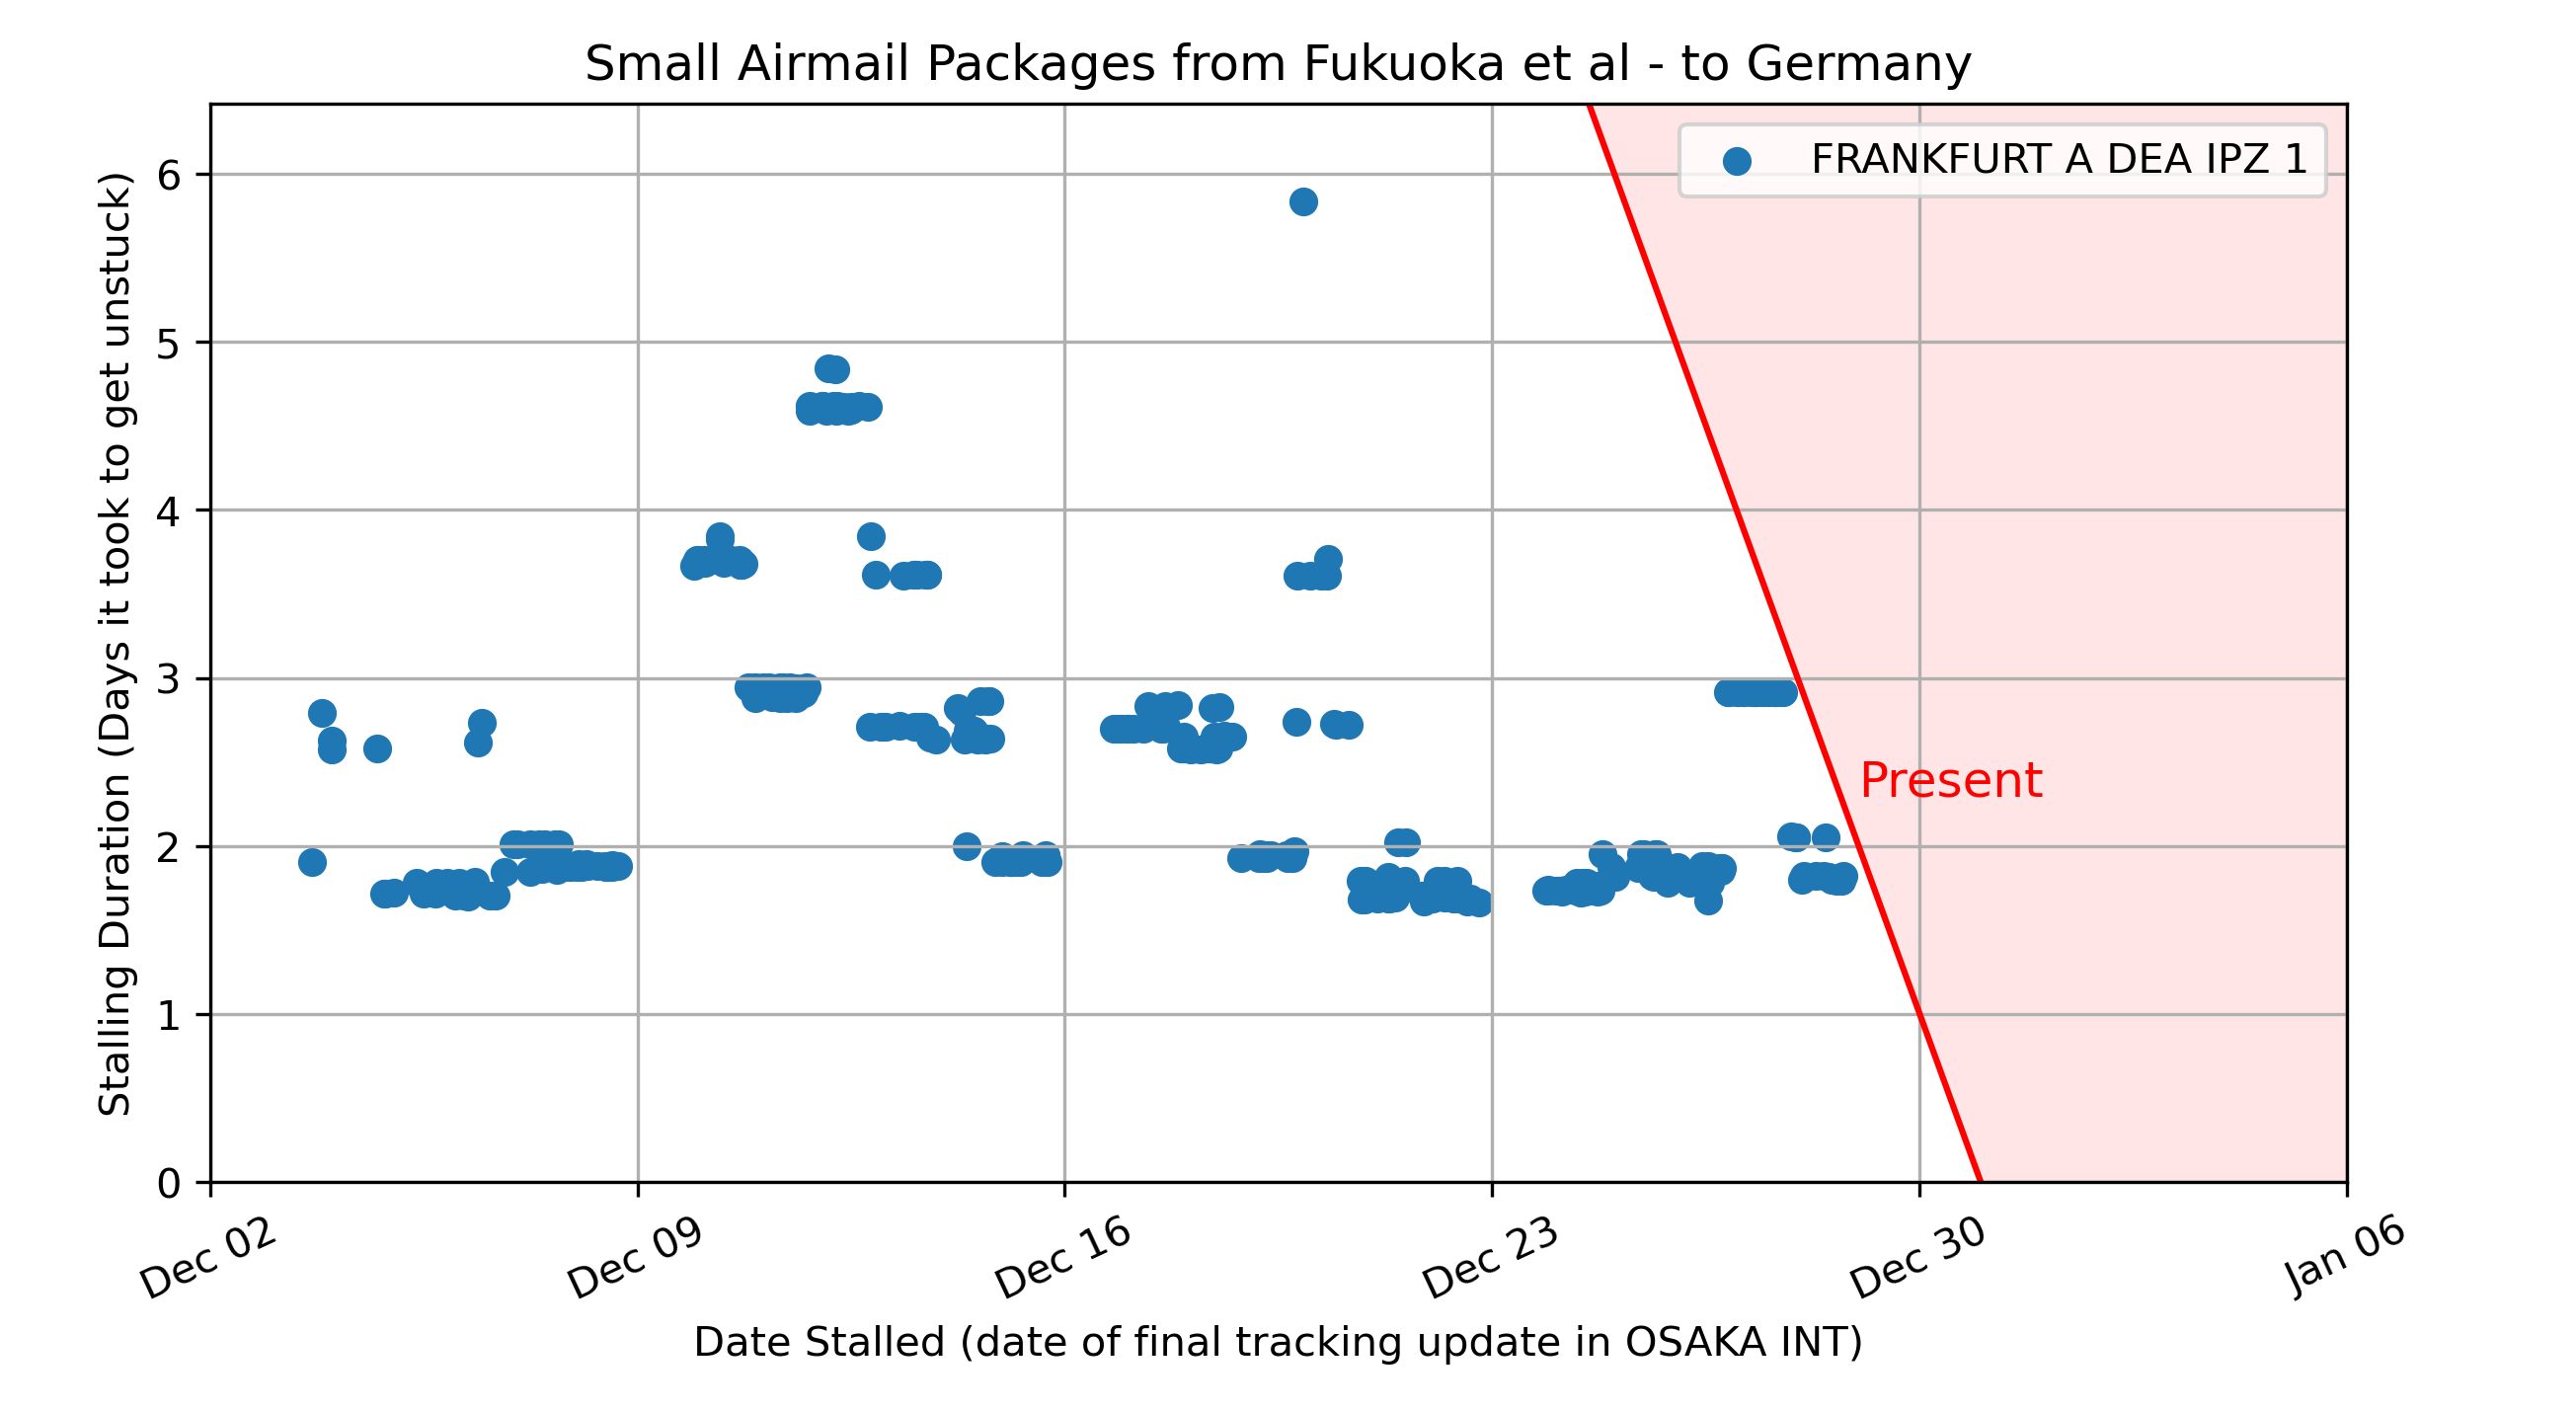 Small Airmail Packages from Fukuoka et al - to Germany
FRANKFURT A DEA IPZ 1
Stalling Duration (Days it took to get unstuck)
6
5
4
3
2
1
0
Present
Dec 02
Dec 09
Dec 16
Dec 23
Dec 30
Jan 06
Date Stalled (date of final tracking update in OSAKA INT)